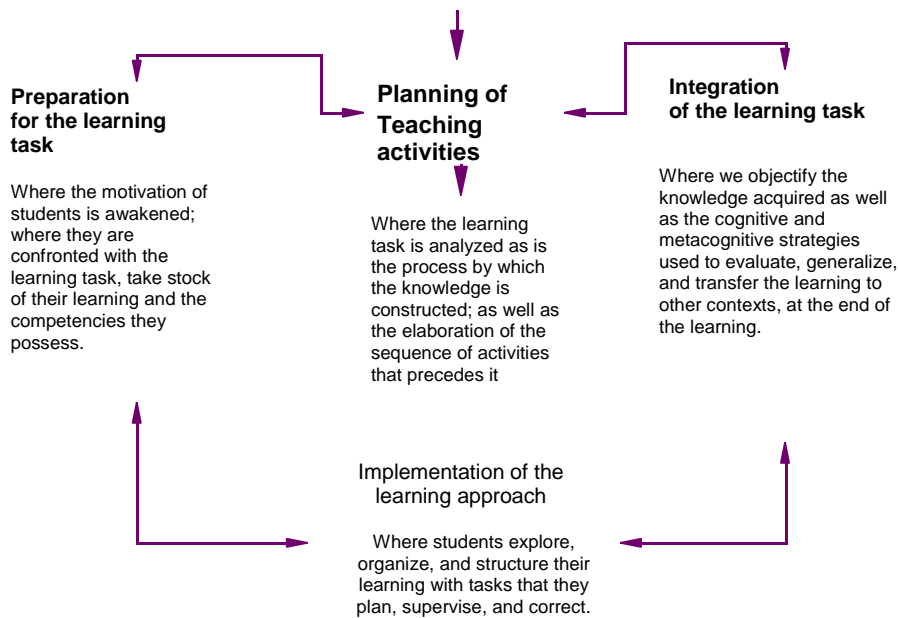 Preparation
for the learning
task
Where the motivation of
students is awakened;
where they are
confronted with the
learning task, take stock
of their learning and the
competencies they
possess.
Planning of
Teaching
activities
Where the learning
task is analyzed as is
the process by which
the knowledge is
constructed; as well as
the elaboration of the
sequence of activities
that precedes it
Integration
of the learning task
Where we objectify the
knowledge acquired as well
as the cognitive and
metacognitive strategies
used to evaluate, generalize,
and transfer the learning to
other contexts, at the end of
the learning.
Implementation of the
learning approach
Where students explore,
organize, and structure their
learning with tasks that they
plan, supervise, and correct.